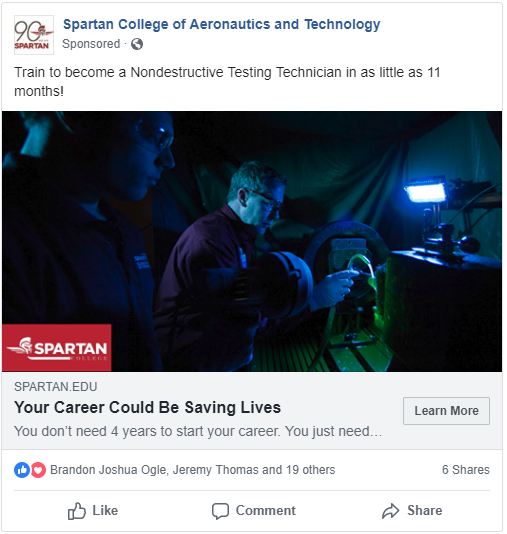 90
SPARTAN
Spartan College of Aeronautics and Technology
Sponsored ·
Train to become a Nondestructive Testing Technician in as little as 11
months!
SPARTAN
COLLEGE
SPARTAN.EDU
Your Career Could Be Saving Lives
Learn More
You don't need 4 years to start your career. You just need…
Brandon Joshua Ogle, Jeremy Thomas and 19 others
6 Shares
Like
Comment
Share